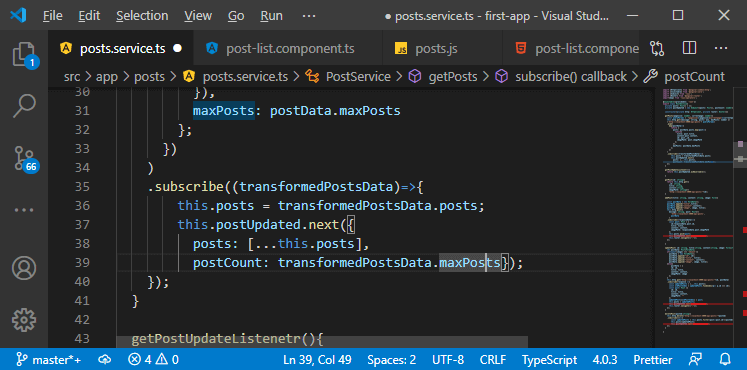 File Edit Selection View Go Run ... ● posts.service.ts - first-app - Visual Stud...
posts.service.ts ● post-list.component.ts posts.js post-list.compone
src > app > posts > posts.service.ts > PostService > getPosts > subscribe() callback > postCount
30 }),
31 maxPosts: postData.maxPosts
32 };
33 })
34 )
35 .subscribe((transformedPostsData)=>{
36 this.posts = transformedPostsData.posts;
37 this.postUpdated.next({
38 posts: [...this.posts],
39 postCount: transformedPostsData.maxPosts});
40 });
41 }
42
43 getPostUpdateListenetr(){
1
66
master*+ 4 0 Ln 39, Col 49 Spaces: 2 UTF-8 CRLF TypeScript 4.0.3 Prettier